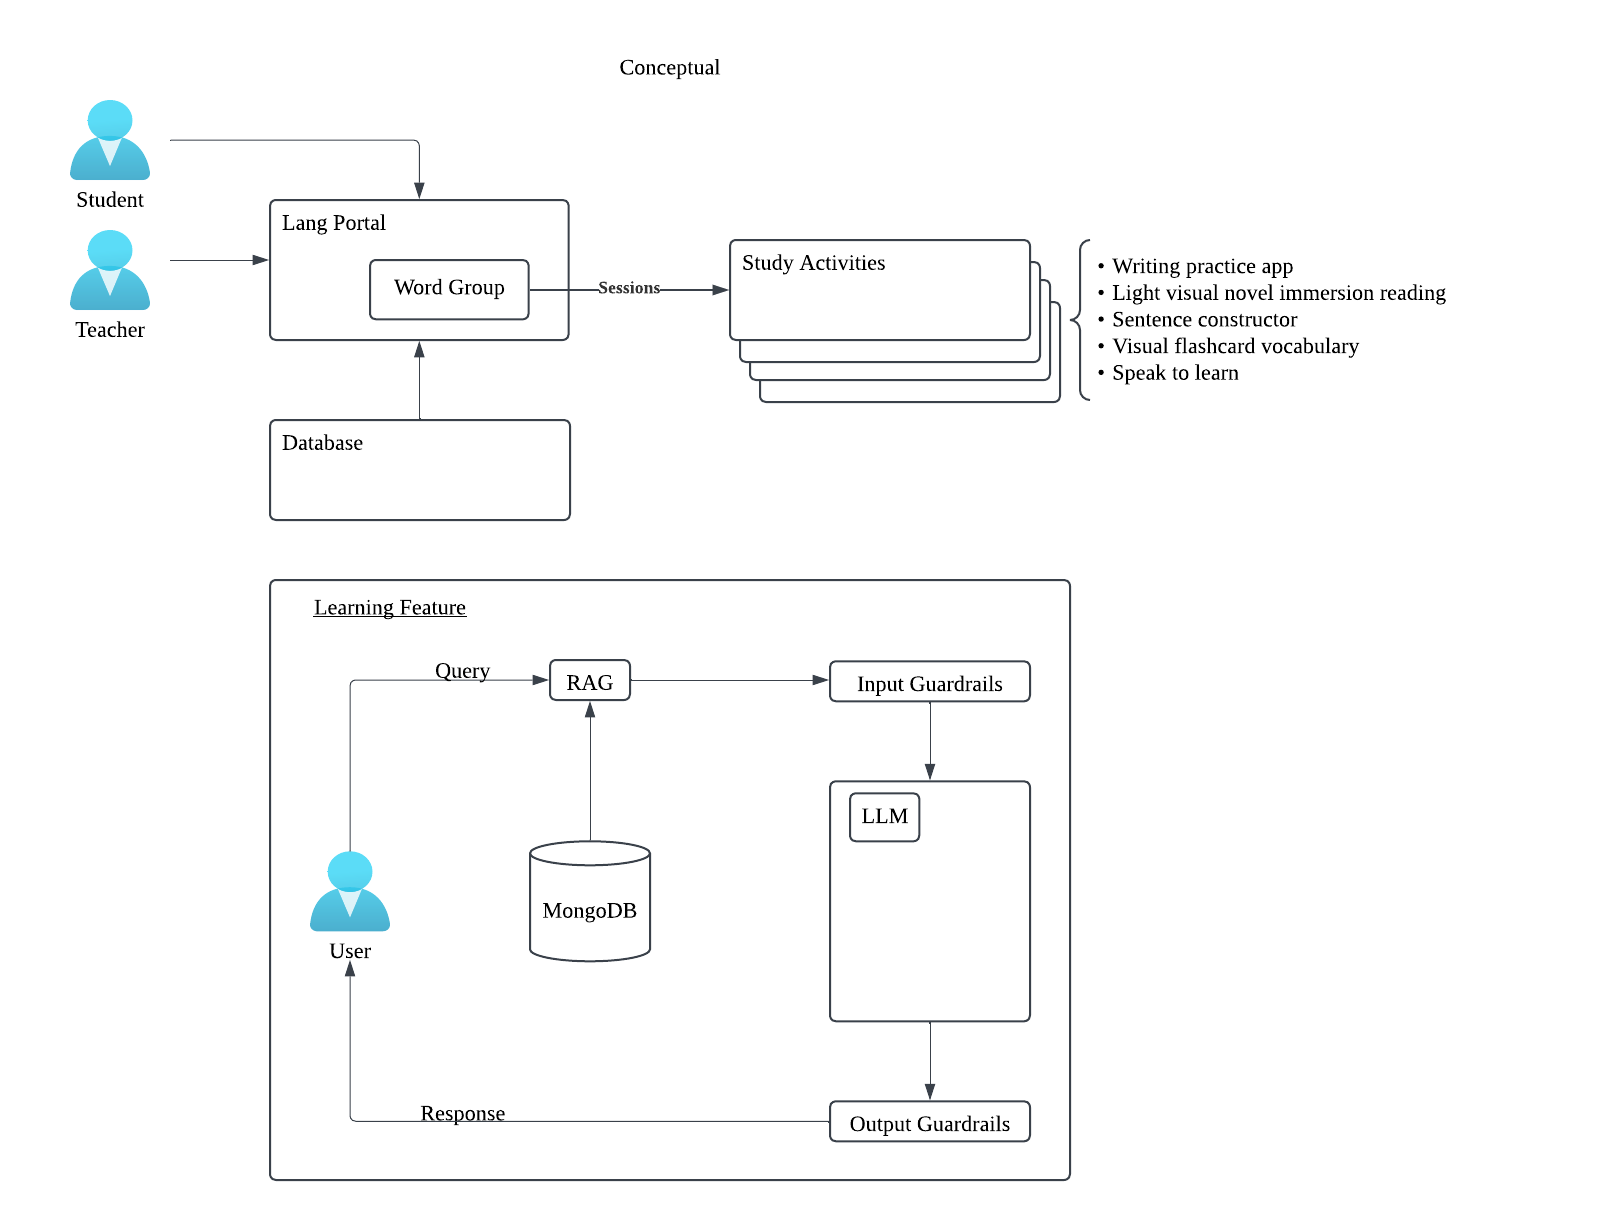 Conceptual
Student
Teacher
Lang Portal
Word Group
Sessions
Study Activities
• Writing practice app
• Light visual novel immersion reading
• Sentence constructor
• Visual flashcard vocabulary
• Speak to learn
Database
Learning Feature
Query
RAG
Input Guardrails
LLM
MongoDB
User
Response
Output Guardrails